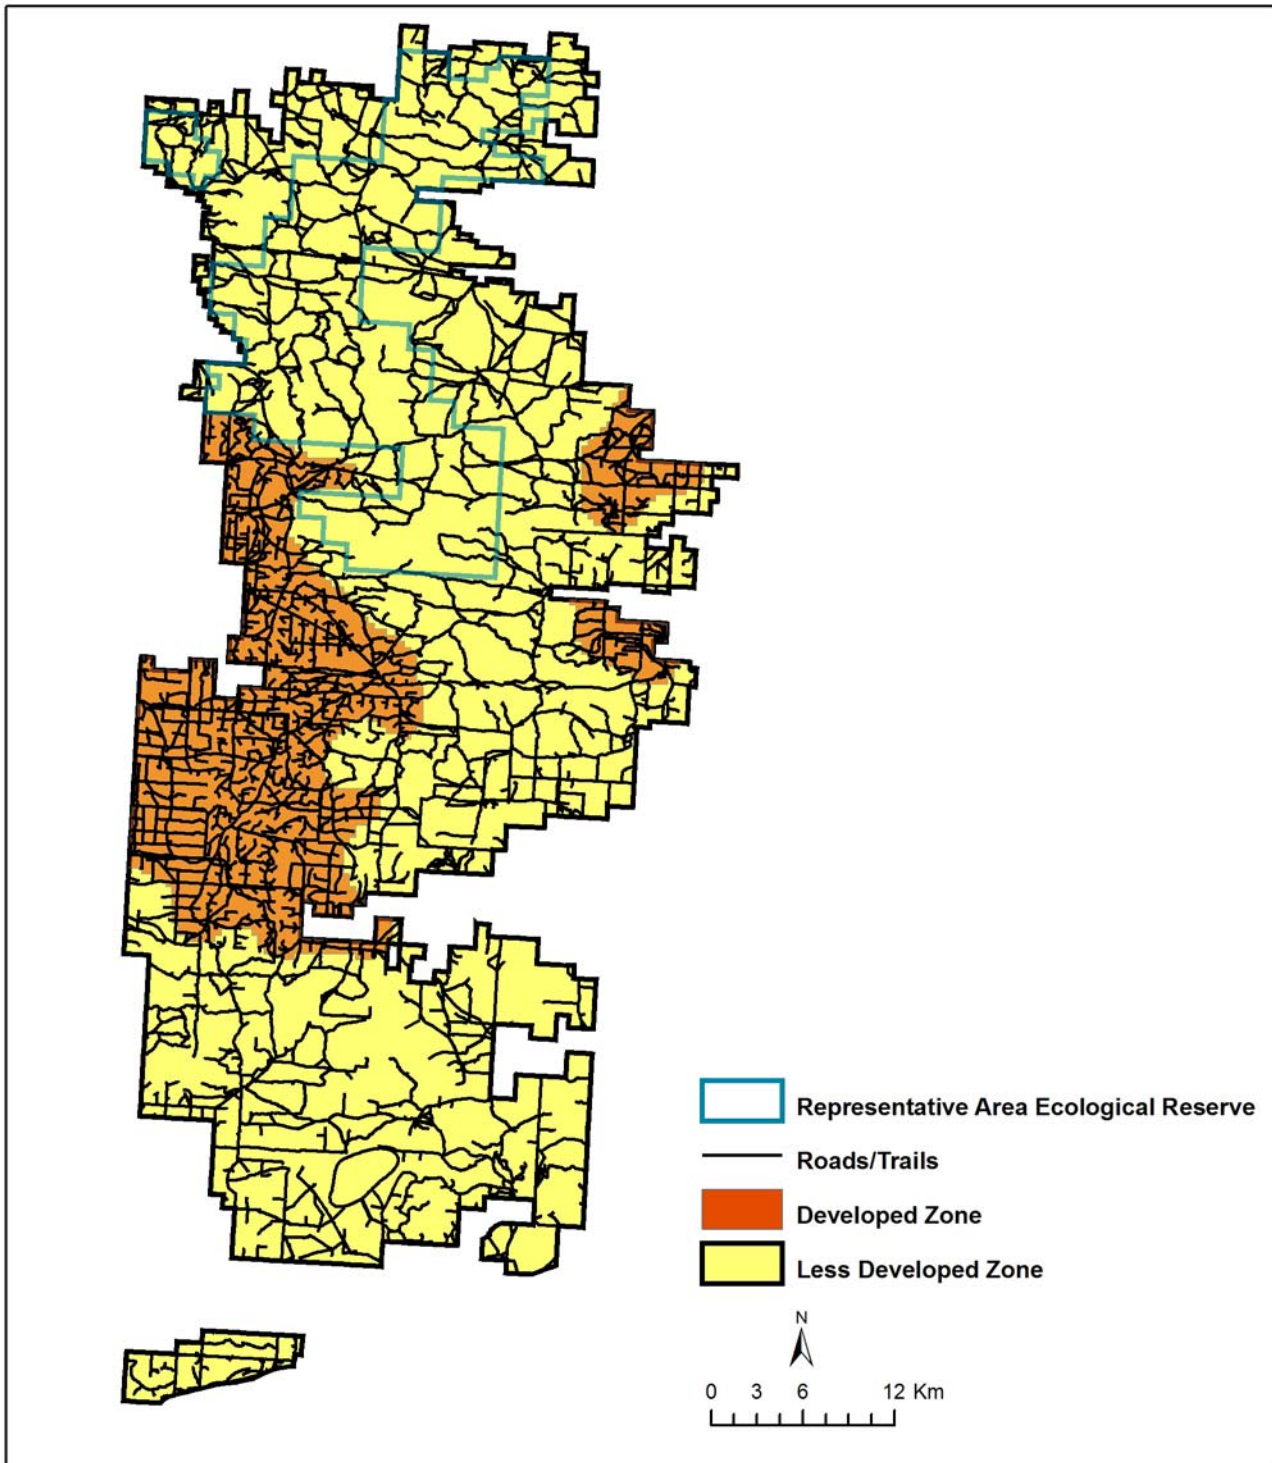 Representative Area Ecological Reserve
Roads/Trails
Developed Zone
Less Developed Zone
N
0 3 6 12 Km